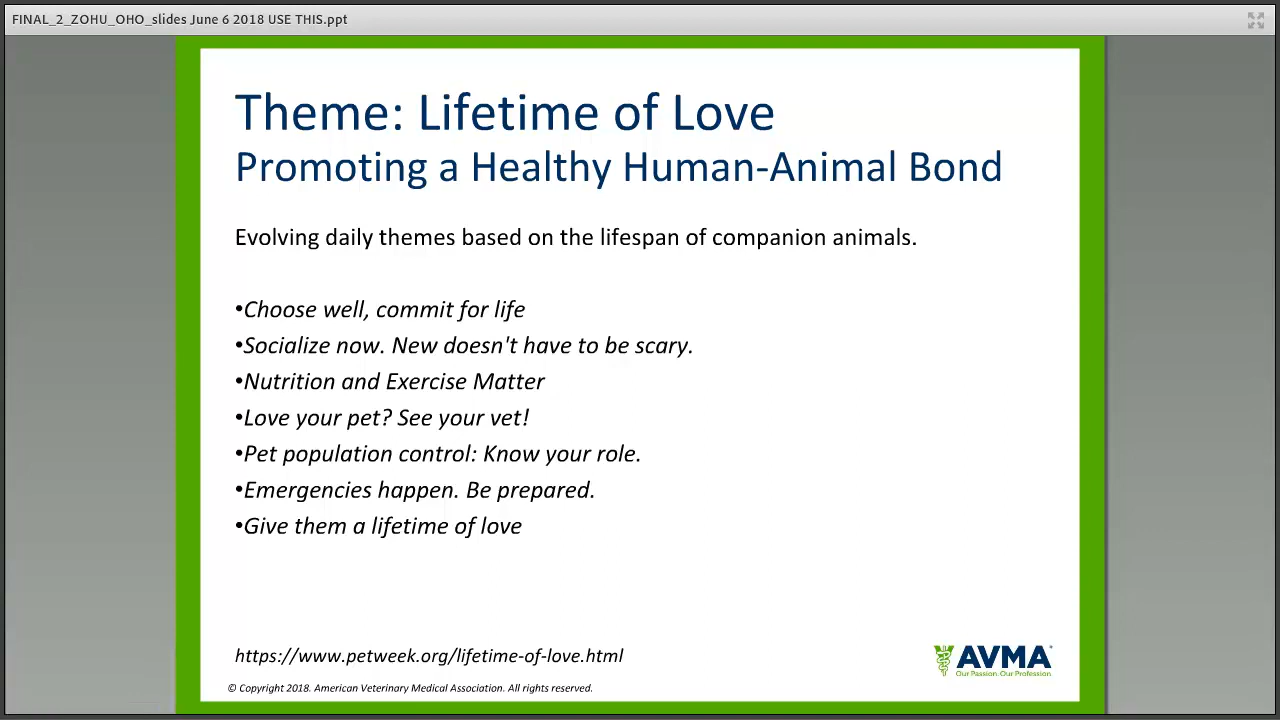 FINAL_2_ZOHU_OHO_slides June 6 2018 USE THIS.ppt
Theme: Lifetime of Love
Promoting a Healthy Human-Animal Bond
Evolving daily themes based on the lifespan of companion animals.
•Choose well, commit for life
•Socialize now. New doesn't have to be scary.
•Nutrition and Exercise Matter
•Love your pet? See your vet!
•Pet population control: Know your role.
•Emergencies happen. Be prepared.
•Give them a lifetime of love
https://www.petweek.org/lifetime-of-love.html
AVMA
Our Passion. Our Profession.
© Copyright 2018. American Veterinary Medical Association. All rights reserved.